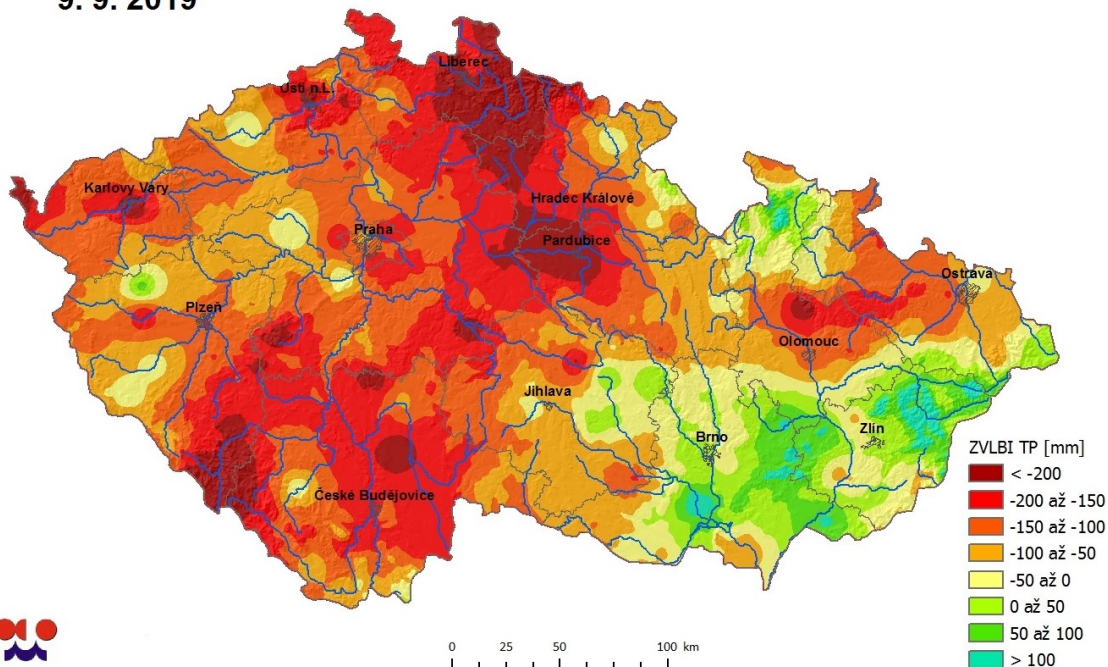 9. 9. 2019
Liberec
Ústí n.L.
Karlovy Vary
Hradec Králové
Praha
Pardubice
Ostrava
Plzeň
Olomouc
Jihlava
Zlín
Brno
České Budějovice
ZVLBI TP [mm]
< -200
-200 až -150
-150 až -100
-100 až -50
-50 až 0
0 až 50
50 až 100
> 100
0 25 50 100 km